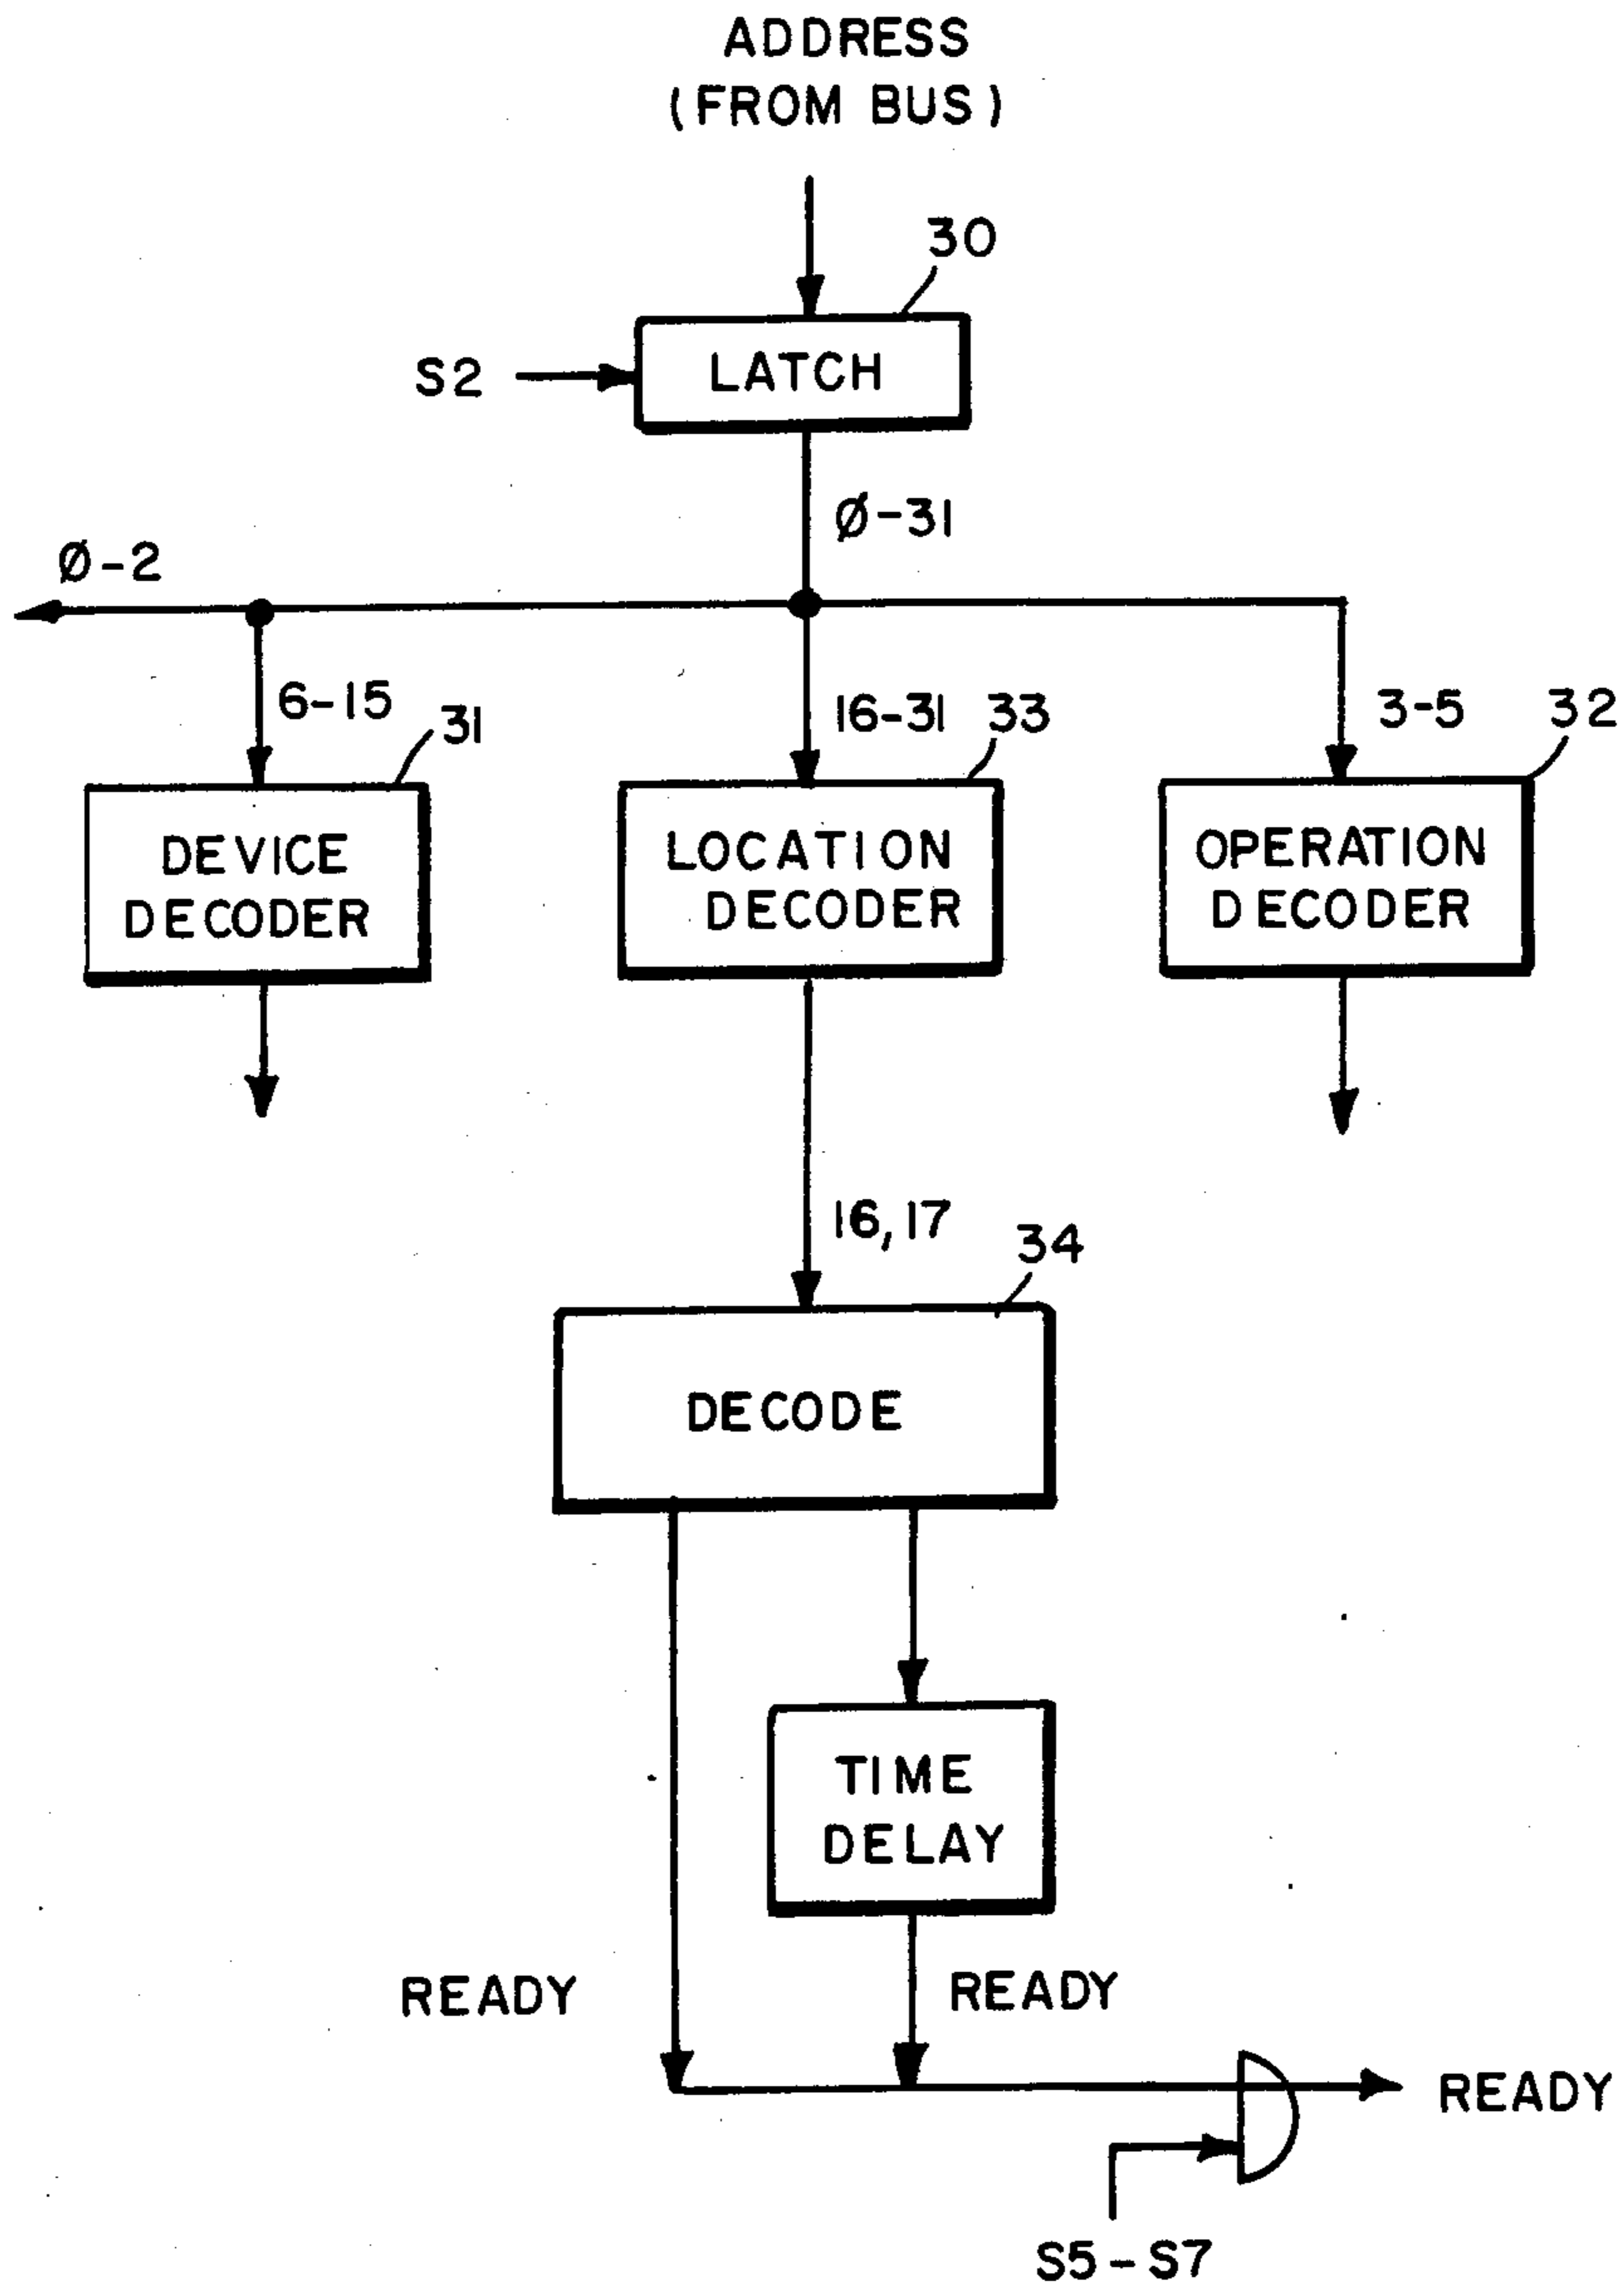 ADDRESS
(FROM BUS)
30
S2
LATCH
Ø-31
Ø-2
6-15
31
16-31
33
3-5
32
DEVICE
DECODER
LOCATION
DECODER
OPERATION
DECODER
16,17
34
DECODE
TIME
DELAY
READY
READY
READY
S5-S7